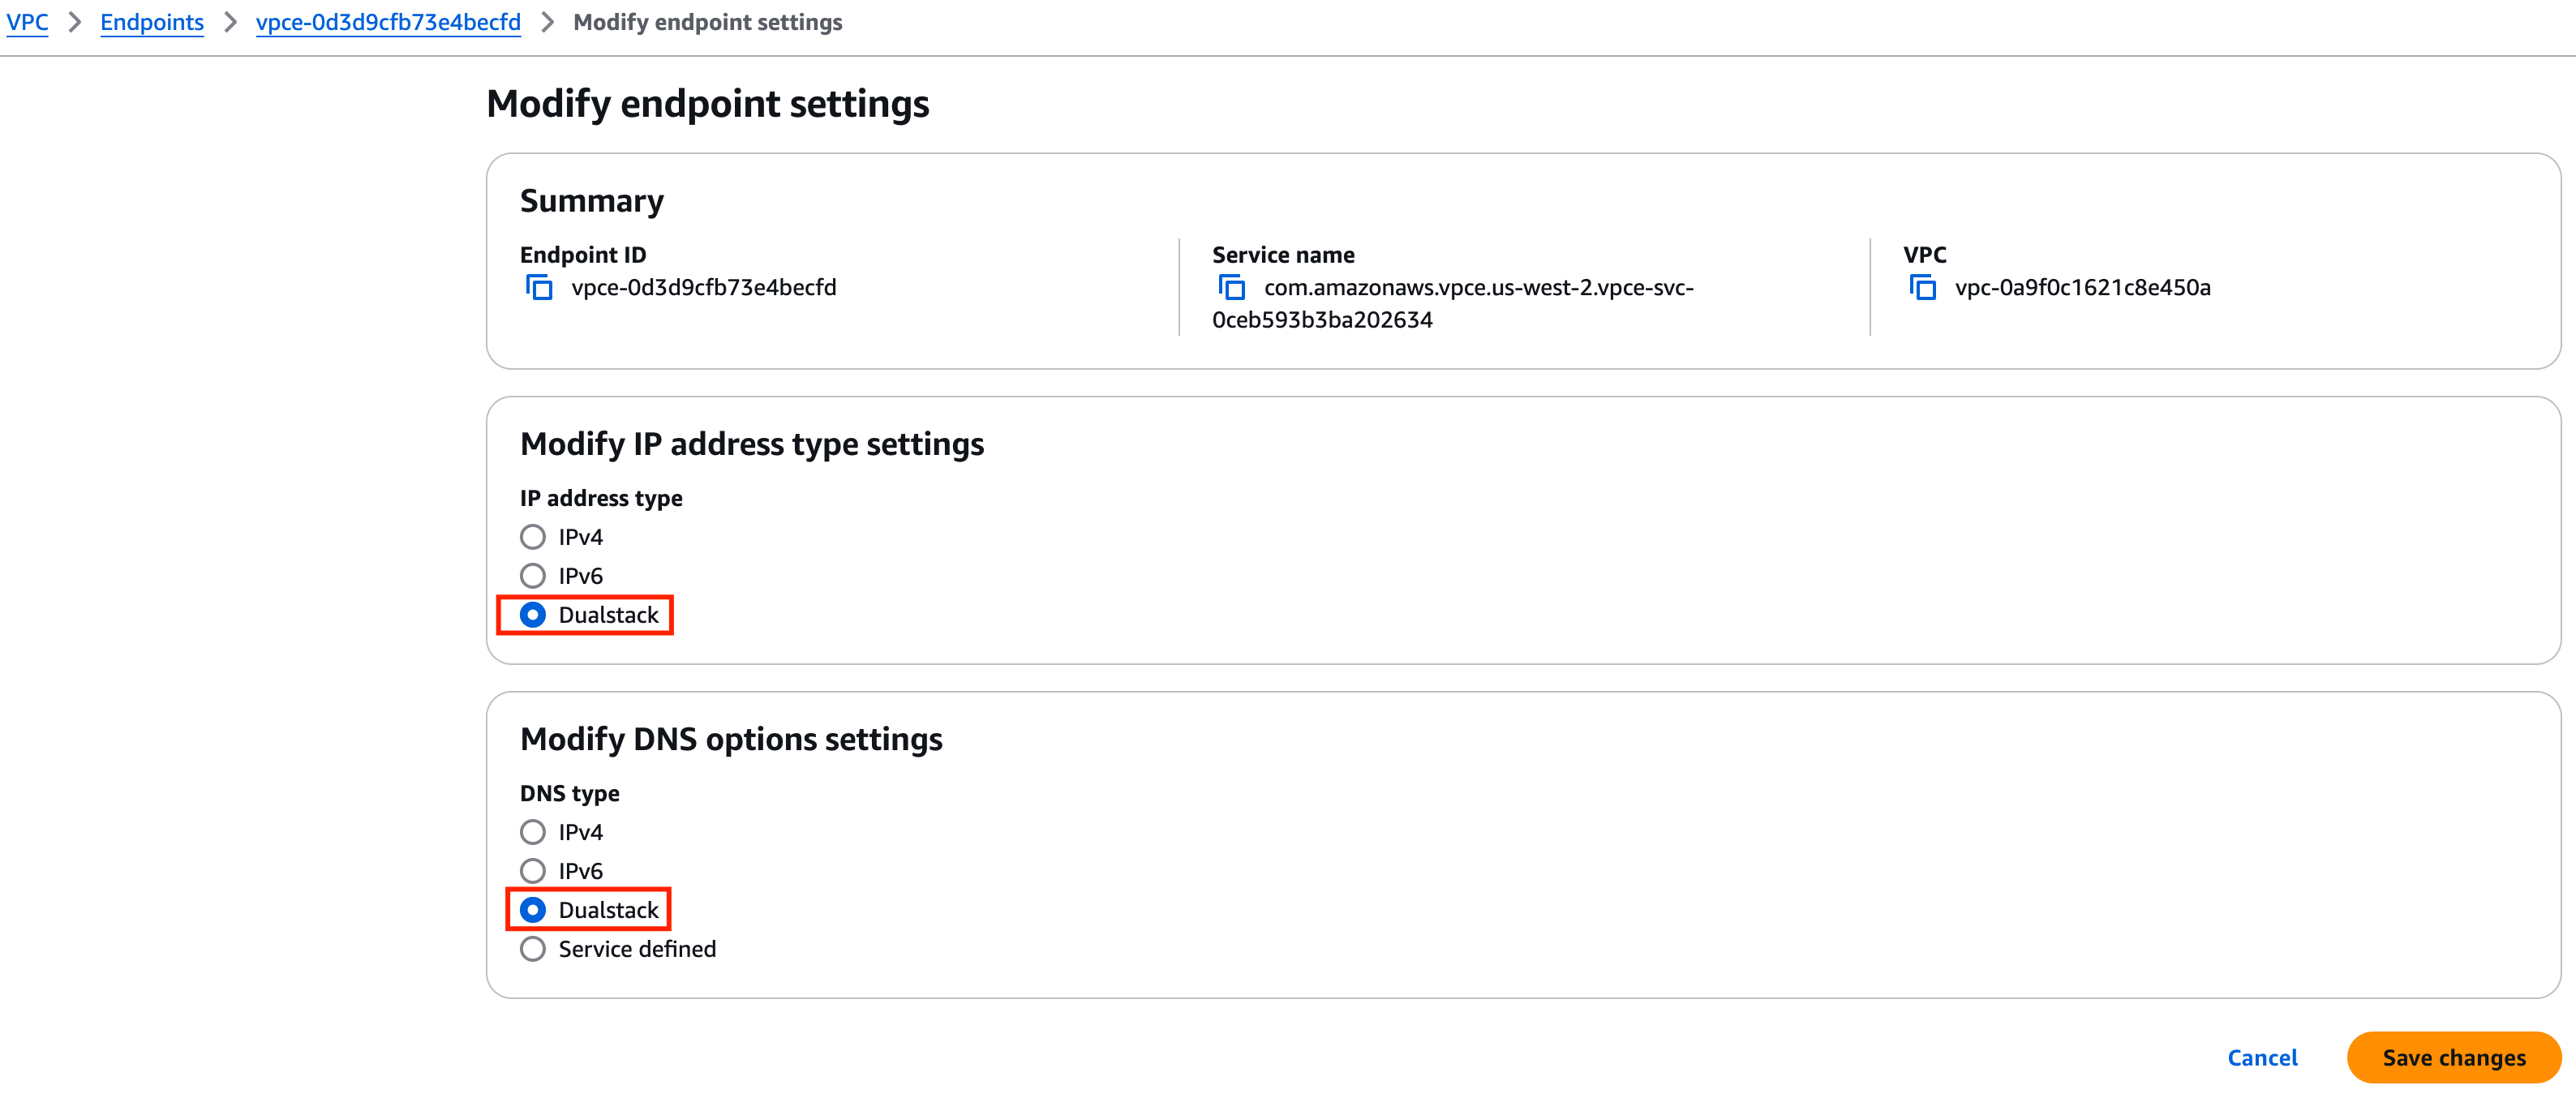 VPC > Endpoints > vpce-0d3d9cfb73e4becfd > Modify endpoint settings
Modify endpoint settings
Summary
Endpoint ID
vpce-0d3d9cfb73e4becfd
Service name
com.amazonaws.vpce.us-west-2.vpce-svc-
0ceb593b3ba202634
VPC
vpc-0a9f0c1621c8e450a
Modify IP address type settings
IP address type
IPv4
IPv6
Dualstack
Modify DNS options settings
DNS type
IPv4
IPv6
Dualstack
Service defined
Cancel
Save changes